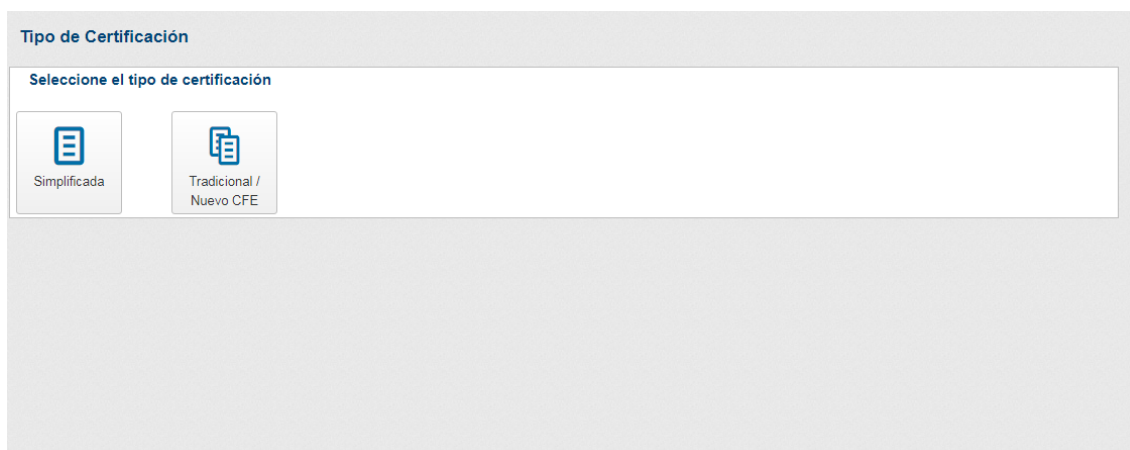 Tipo de Certificación
Seleccione el tipo de certificación
Simplificada
Tradicional /
Nuevo CFE